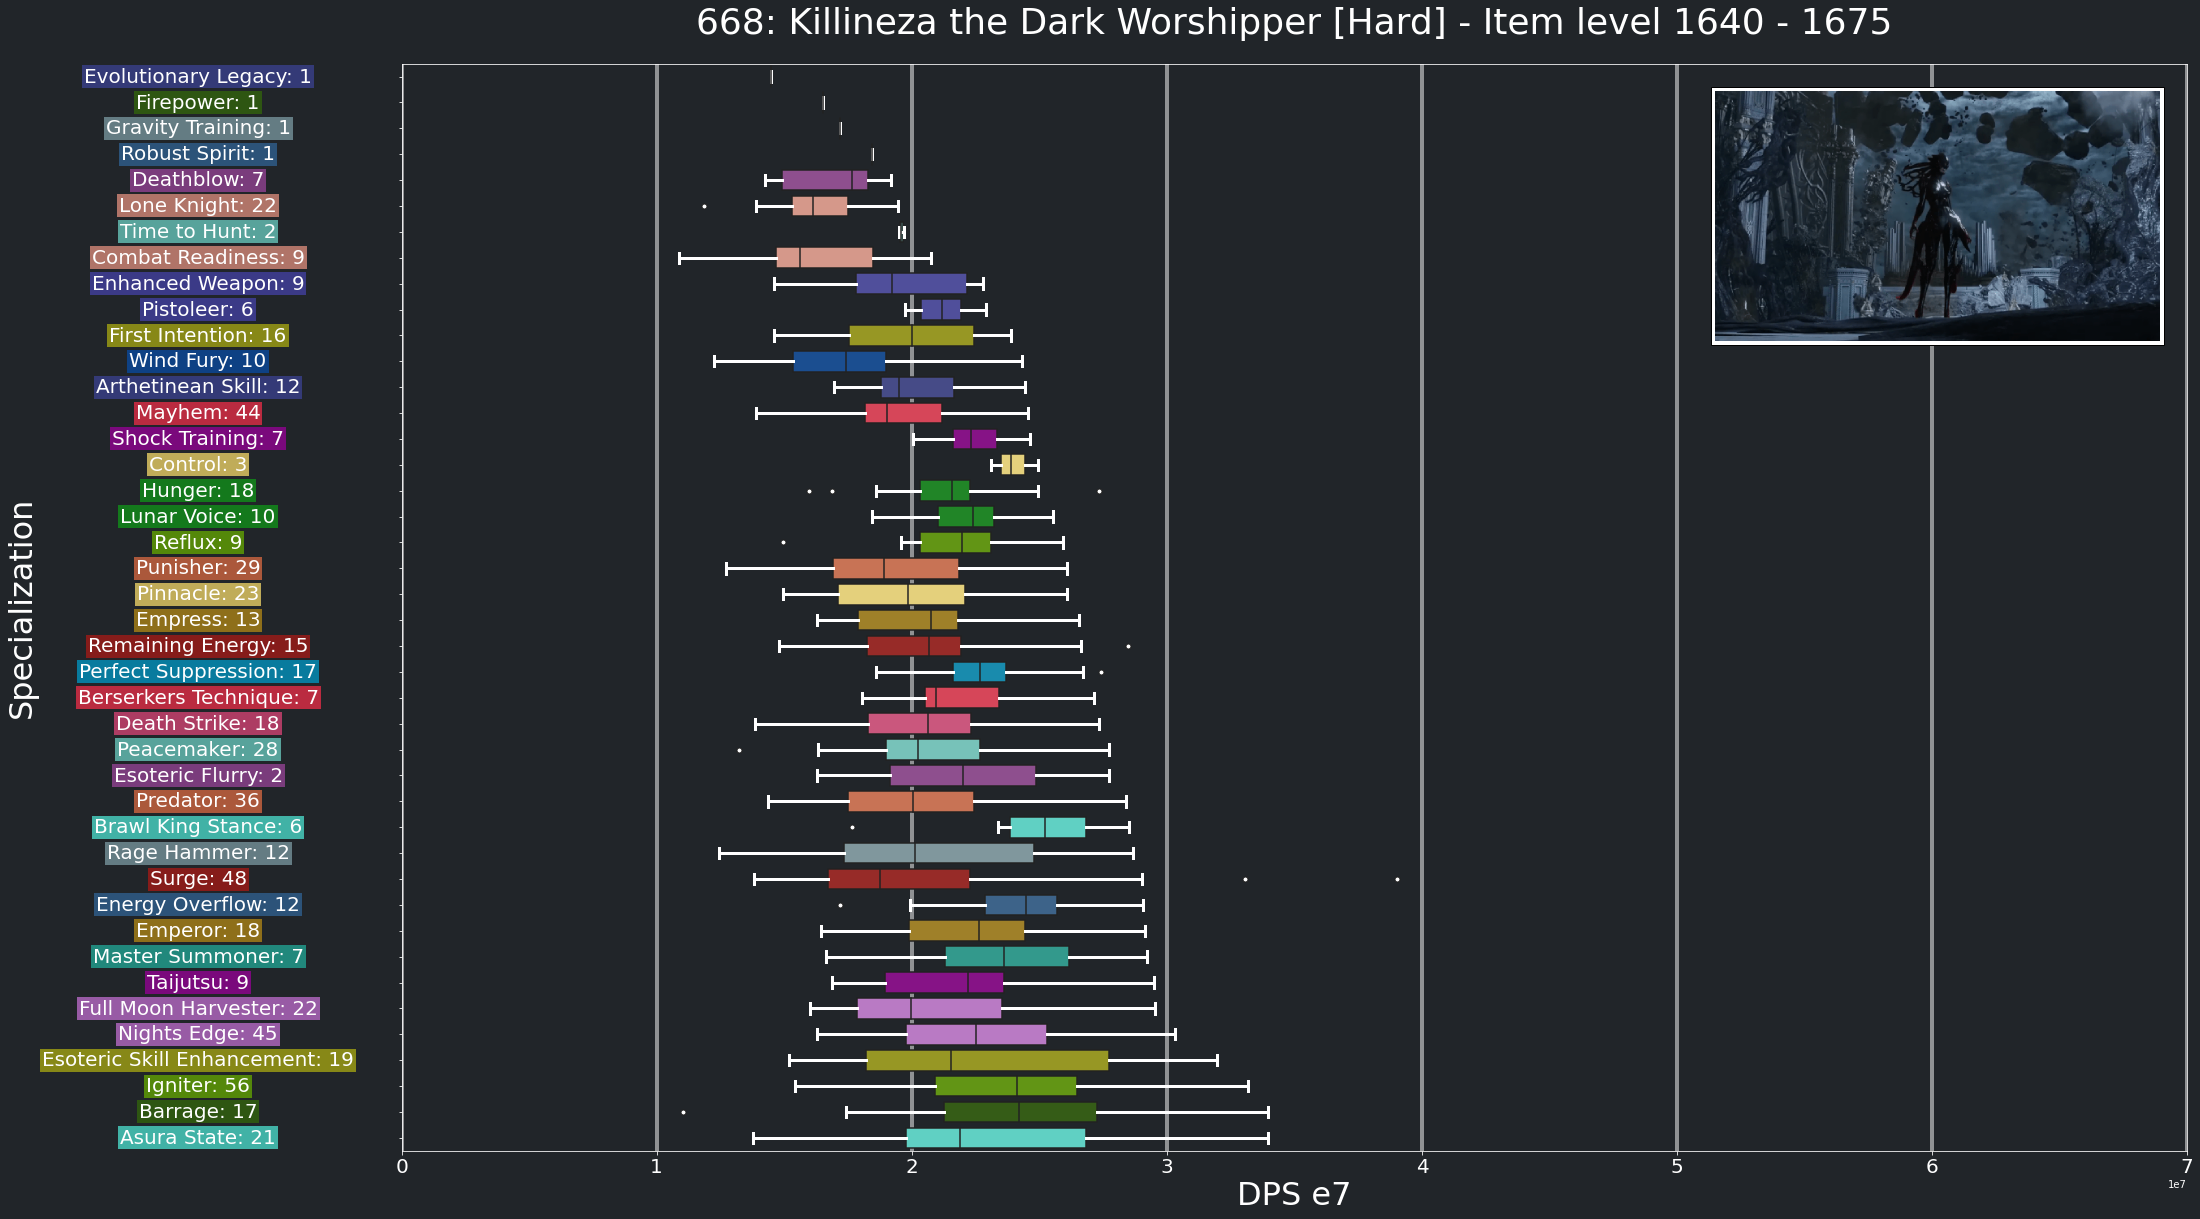 668: Killineza the Dark Worshipper [Hard] - Item level 1640 - 1675
Specialization
Evolutionary Legacy: 1
Firepower: 1
Gravity Training: 1
Robust Spirit: 1
Deathblow: 7
Lone Knight: 22
Time to Hunt: 2
Combat Readiness: 9
Enhanced Weapon: 9
Pistoleer: 6
First Intention: 16
Wind Fury: 10
Arthetinean Skill: 12
Mayhem: 44
Shock Training: 7
Control: 3
Hunger: 18
Lunar Voice: 10
Reflux: 9
Punisher: 29
Pinnacle: 23
Empress: 13
Remaining Energy: 15
Perfect Suppression: 17
Berserkers Technique: 7
Death Strike: 18
Peacemaker: 28
Esoteric Flurry: 2
Predator: 36
Brawl King Stance: 6
Rage Hammer: 12
Surge: 48
Energy Overflow: 12
Emperor: 18
Master Summoner: 7
Taijutsu: 9
Full Moon Harvester: 22
Nights Edge: 45
Esoteric Skill Enhancement: 19
Igniter: 56
Barrage: 17
Asura State: 21
0 1 2 3 4 5 6 7
1e7
DPS e7